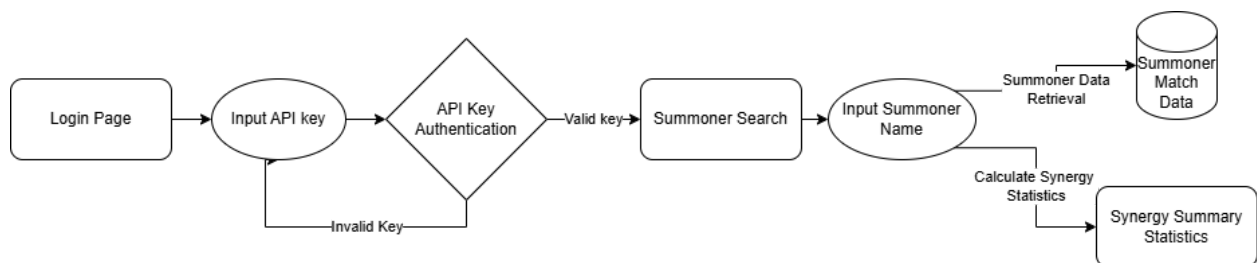 Login Page
Input API key
API Key
Authentication
Valid key
Invalid Key
Summoner Search
Input Summoner
Name
Summoner Data
Retrieval
Summoner
Match
Data
Calculate Synergy
Statistics
Synergy Summary
Statistics